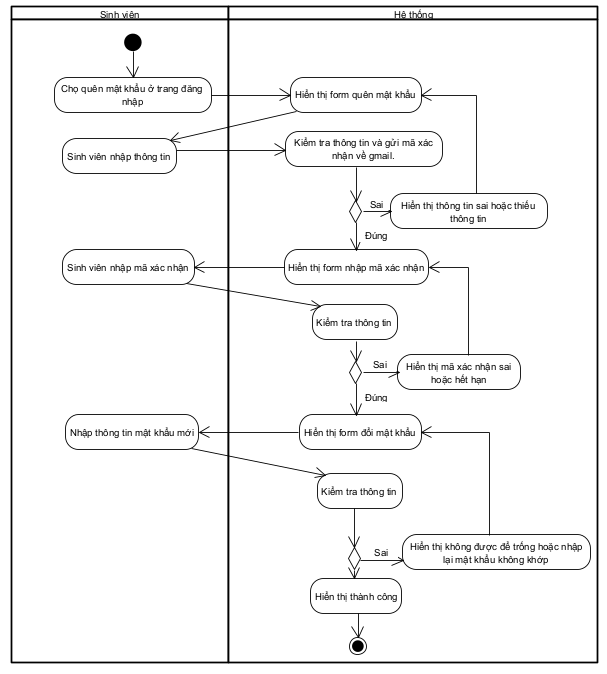 Sinh viên
Hệ thống
Chọ quên mật khẩu ở trang đăng
nhập
Hiển thị form quên mật khẩu
Sinh viên nhập thông tin
Kiểm tra thông tin và gửi mã xác
nhận về gmail.
Sai
Hiển thị thông tin sai hoặc thiếu
thông tin
Đúng
Sinh viên nhập mã xác nhận
Hiển thị form nhập mã xác nhận
Kiểm tra thông tin
Sai
Hiển thị mã xác nhận sai
hoặc hết hạn
Đúng
Nhập thông tin mật khẩu mới
Hiển thị form đổi mật khẩu
Kiểm tra thông tin
Sai
Hiển thị không được để trống hoặc nhập
lại mật khẩu không khớp
Hiển thị thành công